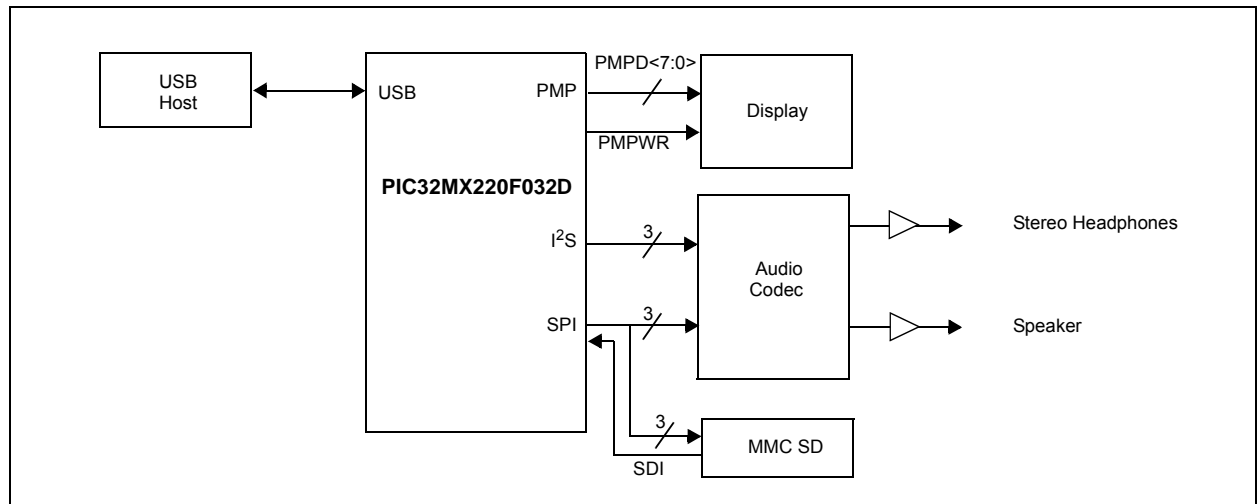 USB
Host
USB
PMP
PMPD<7:0>
Display
PMPWR
PIC32MX220F032D
I²S
3
Audio
Codec
Stereo Headphones
SPI
3
Speaker
3
SDI
MMC SD